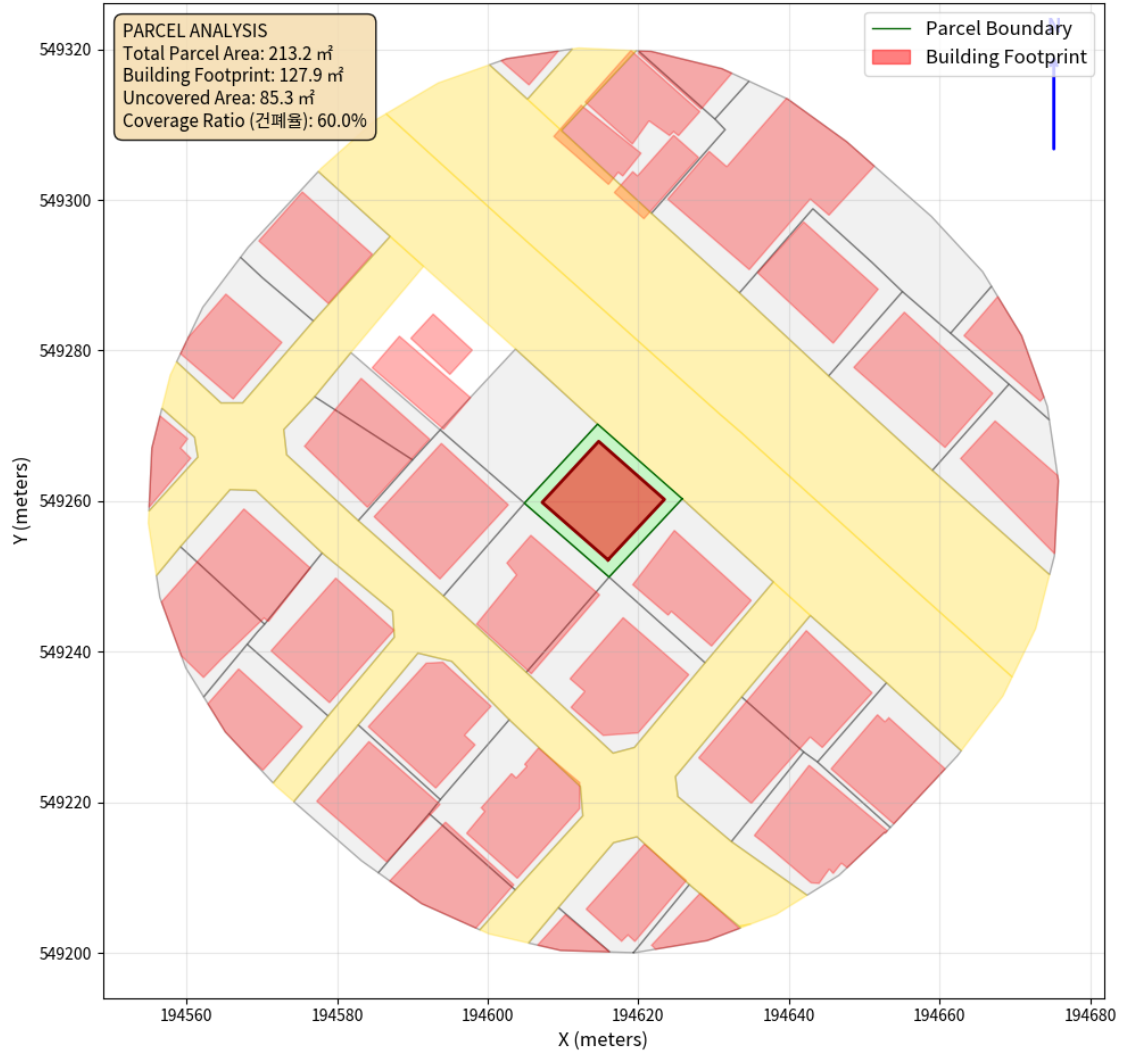 PARCEL ANALYSIS
Total Parcel Area: 213.2 ㎡
Building Footprint: 127.9 ㎡
Uncovered Area: 85.3 ㎡
Coverage Ratio (건폐율): 60.0%
Parcel Boundary
Building Footprint
N
549320
549300
549280
549260
549240
549220
549200
Y (meters)
194560 194580 194600 194620 194640 194660 194680
X (meters)